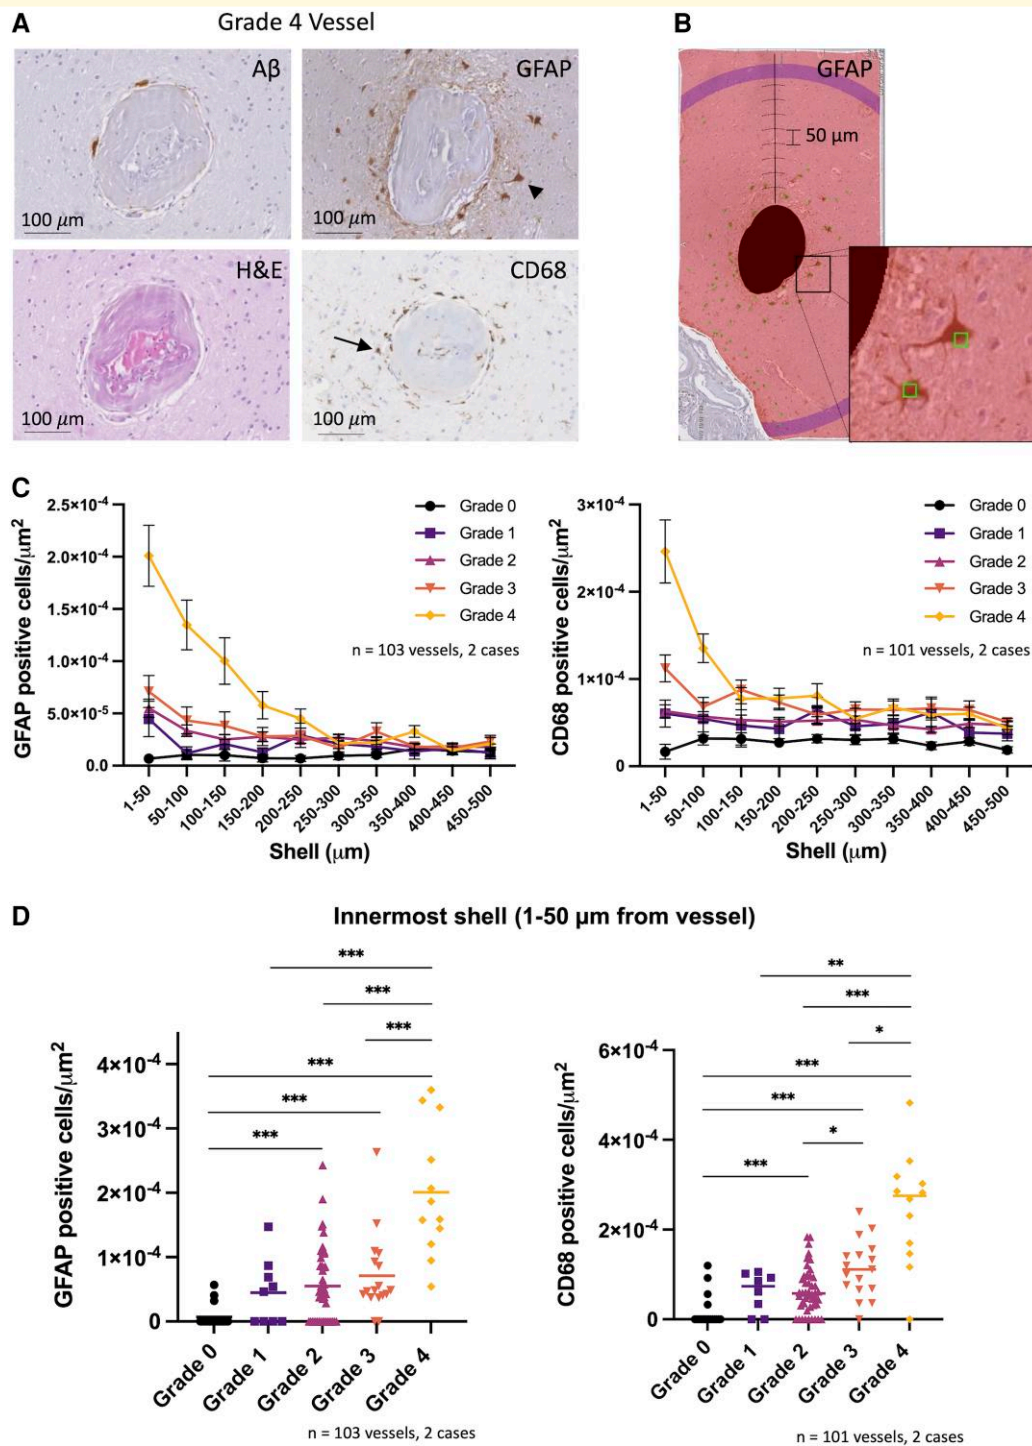 A
Grade 4 Vessel
Aβ
100 μm
GFAP
100 μm
H&E
100 μm
CD68
100 μm
B
GFAP
50 μm
C
GFAP positive cells/μm²
2.5×10⁻⁴
2.0×10⁻⁴
1.5×10⁻⁴
1.0×10⁻⁴
5.0×10⁻⁵
0.0
Grade 0
Grade 1
Grade 2
Grade 3
Grade 4
n = 103 vessels, 2 cases
1-50
50-100
100-150
150-200
200-250
250-300
300-350
350-400
400-450
450-500
Shell (μm)
CD68 positive cells/μm²
3×10⁻⁴
2×10⁻⁴
1×10⁻⁴
0
Grade 0
Grade 1
Grade 2
Grade 3
Grade 4
n = 101 vessels, 2 cases
1-50
50-100
100-150
150-200
200-250
250-300
300-350
350-400
400-450
450-500
Shell (μm)
D
Innermost shell (1-50 μm from vessel)
GFAP positive cells/μm²
***
***
***
***
***
***
4×10⁻⁴
3×10⁻⁴
2×10⁻⁴
1×10⁻⁴
0
Grade 0
Grade 1
Grade 2
Grade 3
Grade 4
n = 103 vessels, 2 cases
CD68 positive cells/μm²
**
***
*
***
***
*
***
6×10⁻⁴
4×10⁻⁴
2×10⁻⁴
0
Grade 0
Grade 1
Grade 2
Grade 3
Grade 4
n = 101 vessels, 2 cases